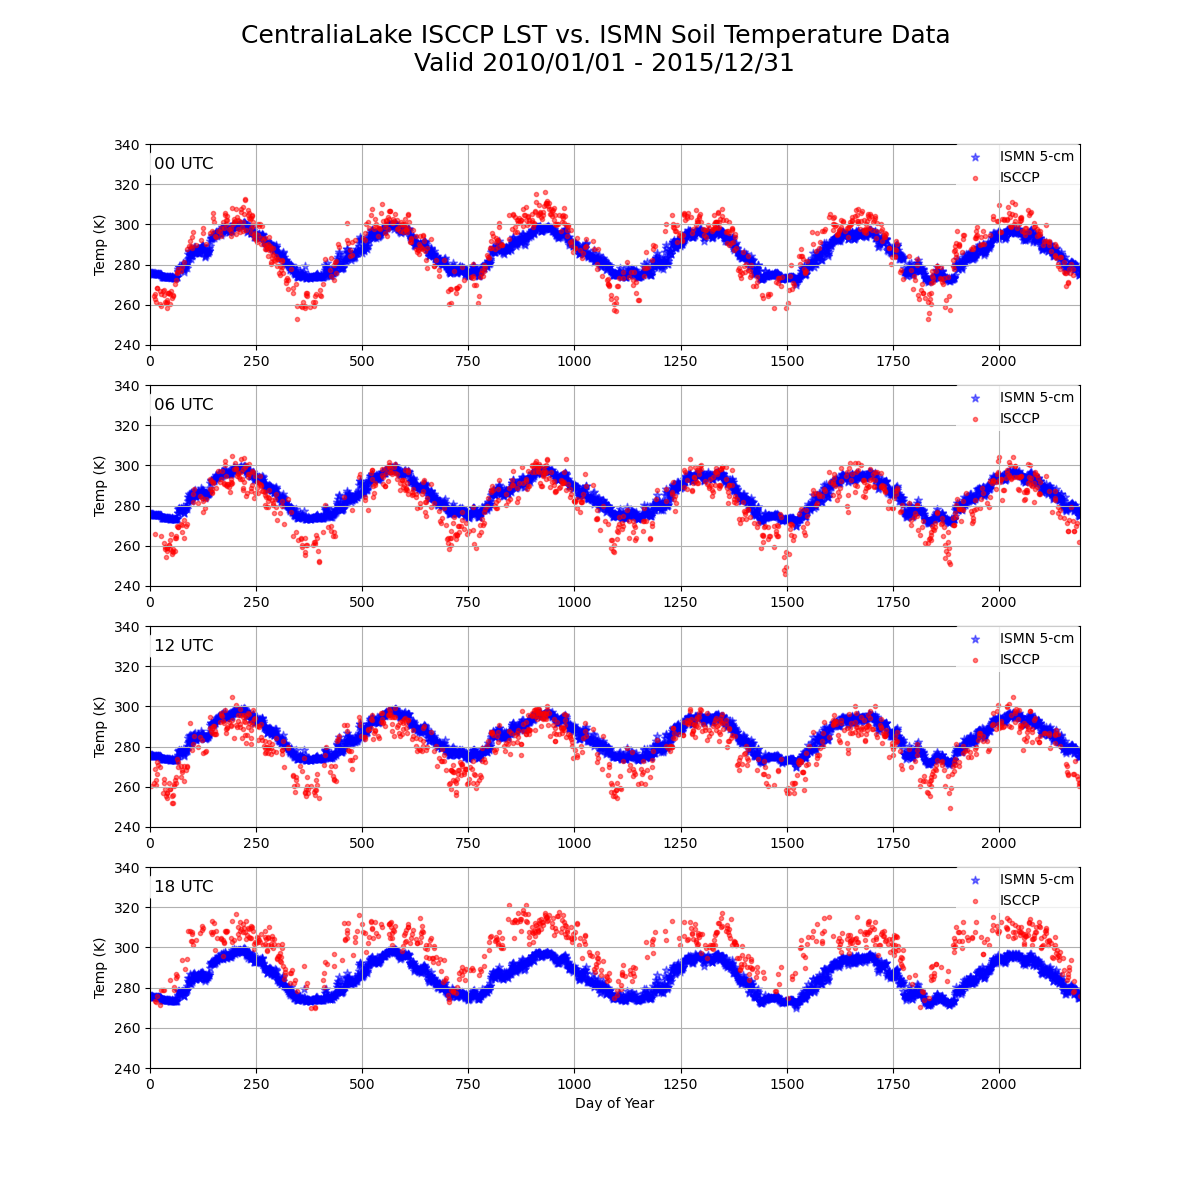 CentraliaLake ISCCP LST vs. ISMN Soil Temperature Data
Valid 2010/01/01 - 2015/12/31
340
320
300
280
260
240
Temp (K)
00 UTC
ISMN 5-cm
ISCCP
0 250 500 750 1000 1250 1500 1750 2000
340
320
300
280
260
240
Temp (K)
06 UTC
ISMN 5-cm
ISCCP
0 250 500 750 1000 1250 1500 1750 2000
340
320
300
280
260
240
Temp (K)
12 UTC
ISMN 5-cm
ISCCP
0 250 500 750 1000 1250 1500 1750 2000
340
320
300
280
260
240
Temp (K)
18 UTC
ISMN 5-cm
ISCCP
0 250 500 750 1000 1250 1500 1750 2000
Day of Year